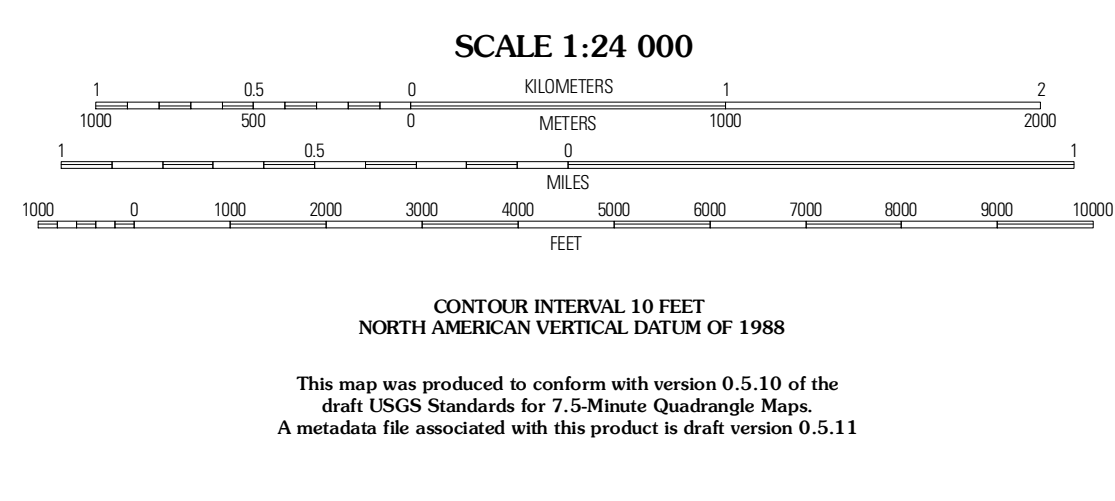 SCALE 1:24 000
1 0.5 0 KILOMETERS 1 2
1000 500 0 METERS 1000 2000
1 0.5 0 1
MILES
1000 0 1000 2000 3000 4000 5000 6000 7000 8000 9000 10000
FEET
CONTOUR INTERVAL 10 FEET
NORTH AMERICAN VERTICAL DATUM OF 1988
This map was produced to conform with version 0.5.10 of the
draft USGS Standards for 7.5-Minute Quadrangle Maps.
A metadata file associated with this product is draft version 0.5.11